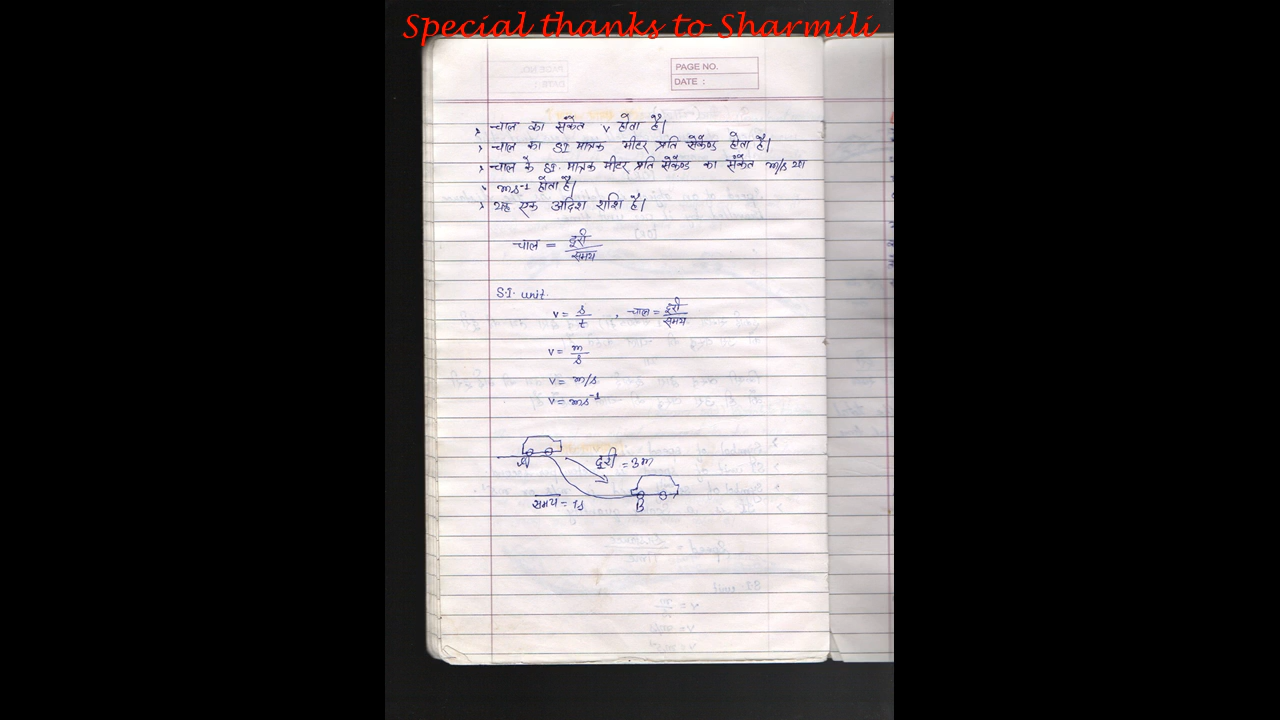 Special thanks to Sharmili
PAGE NO.
DATE :
चाल का संकेत v होता है।
चाल का SI मात्रक मीटर प्रति सेकेण्ड होता है।
चाल के SI. मात्रक मीटर प्रति सेकेण्ड का संकेत m/s या
ms-1 होता है।
यह एक अदिश राशि है।
चाल = दूरी / समय
S.I. unit.
v = s / t , चाल = दूरी / समय
v = m / s
v = m/s
v = ms-1
A
दूरी = 3m
समय = 1s
B